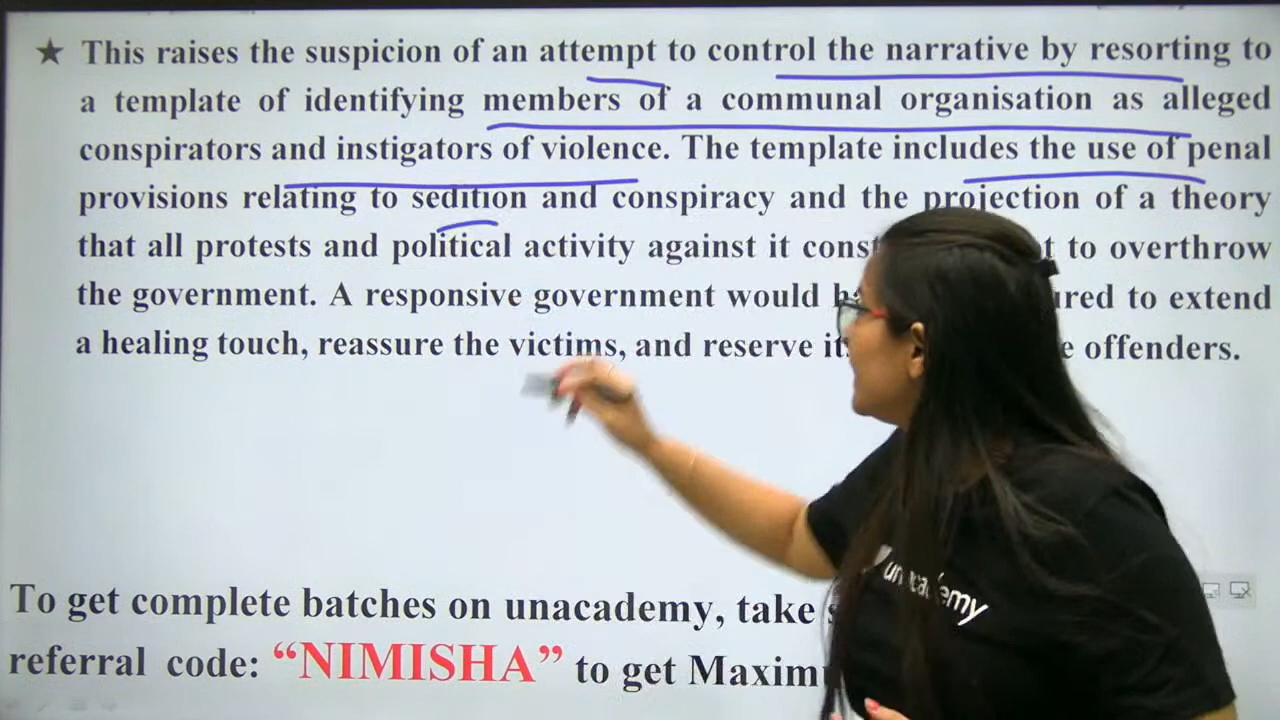 ★ This raises the suspicion of an attempt to control the narrative by resorting to
a template of identifying members of a communal organisation as alleged
conspirators and instigators of violence. The template includes the use of penal
provisions relating to sedition and conspiracy and the projection of a theory
that all protests and political activity against it to overthrow
the government. A responsive government would to extend
a healing touch, reassure the victims, and reserve offenders.
To get complete batches on unacademy, take
referral code: “NIMISHA” to get
unacademy